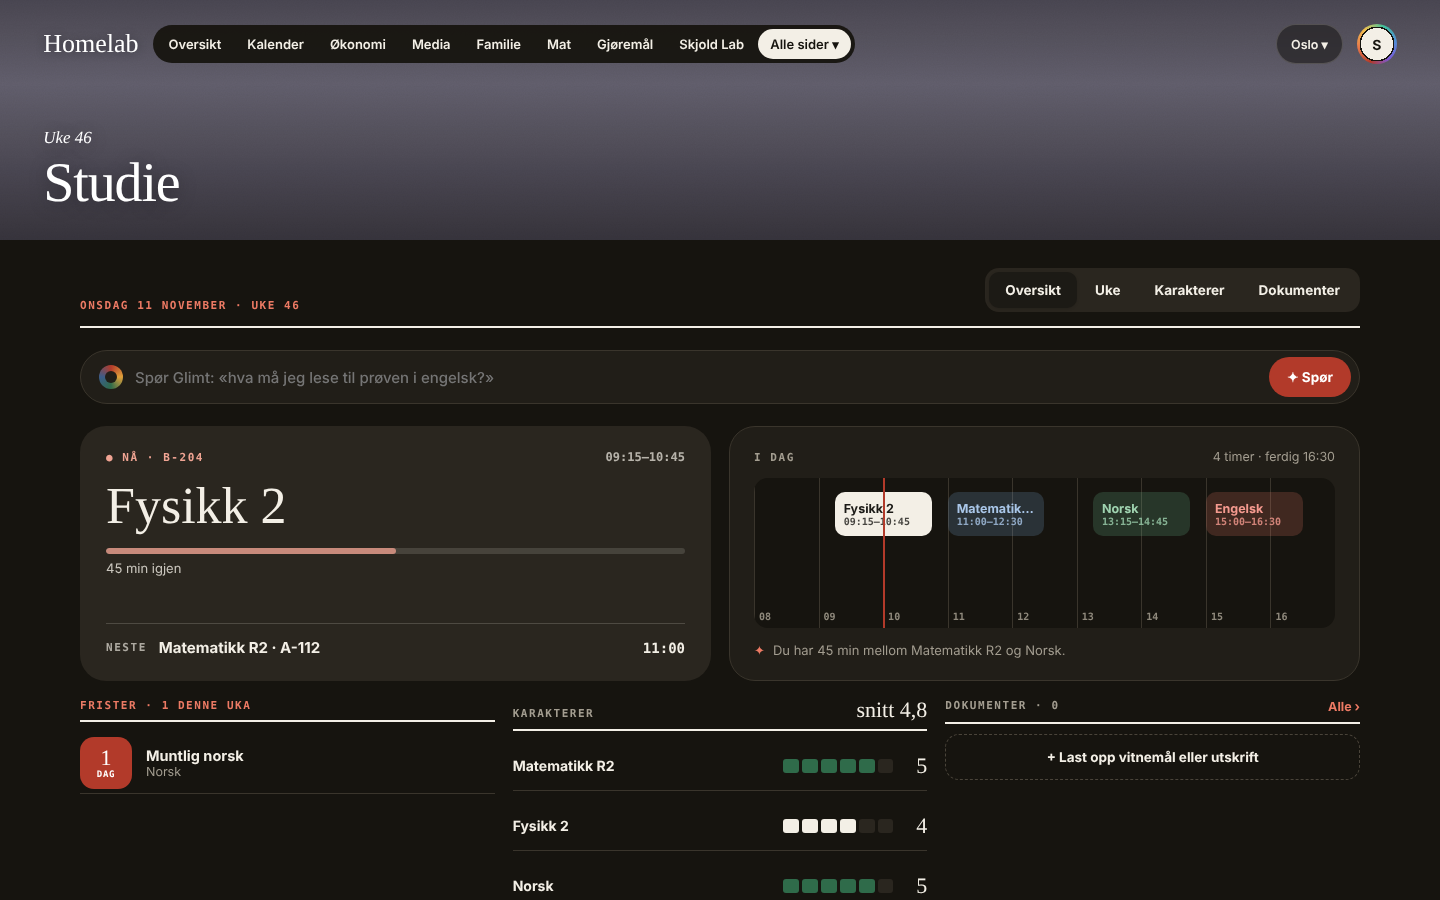 Homelab
Oversikt Kalender Økonomi Media Familie Mat Gjøremål Skjold Lab Alle sider ▾
Oslo ▾ S
Uke 46
Studie
ONSDAG 11 NOVEMBER · UKE 46
Oversikt Uke Karakterer Dokumenter
Spør Glimt: «hva må jeg lese til prøven i engelsk?»
✦ Spør
● NÅ · B-204 09:15–10:45
Fysikk 2
45 min igjen
NESTE Matematikk R2 · A-112 11:00
I DAG 4 timer · ferdig 16:30
Fysikk 2
09:15–10:45
Matematik…
11:00–12:30
Norsk
13:15–14:45
Engelsk
15:00–16:30
08 09 10 11 12 13 14 15 16
✦ Du har 45 min mellom Matematikk R2 og Norsk.
FRISTER · 1 DENNE UKA
1
DAG
Muntlig norsk
Norsk
KARAKTERER snitt 4,8
Matematikk R2 5
Fysikk 2 4
Norsk 5
DOKUMENTER · 0 Alle ›
+ Last opp vitnemål eller utskrift